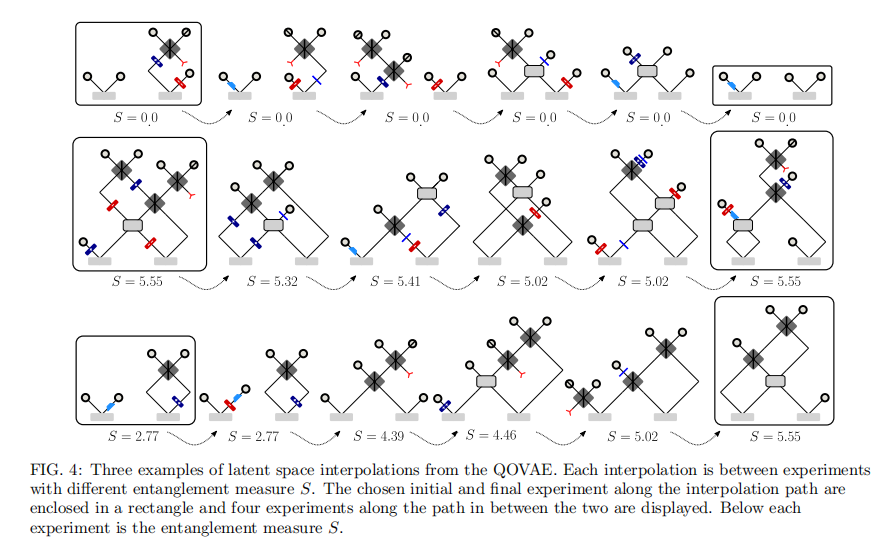 S = 0.0 S = 0.0 S = 0.0 S = 0.0 S = 0.0 S = 0.0
S = 5.55 S = 5.32 S = 5.41 S = 5.02 S = 5.02 S = 5.55
S = 2.77 S = 2.77 S = 4.39 S = 4.46 S = 5.02 S = 5.55
FIG. 4: Three examples of latent space interpolations from the QOVAE. Each interpolation is between experiments
with different entanglement measure S. The chosen initial and final experiment along the interpolation path are
enclosed in a rectangle and four experiments along the path in between the two are displayed. Below each
experiment is the entanglement measure S.